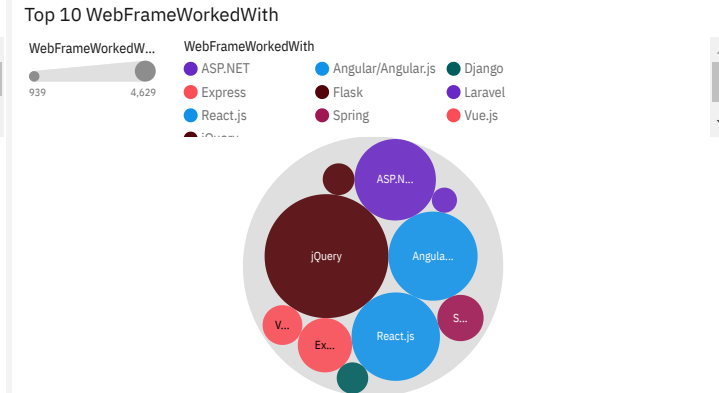 Top 10 WebFrameWorkedWith
WebFrameWorkedW...
939
4,629
WebFrameWorkedWith
ASP.NET
Angular/Angular.js
Django
Express
Flask
Laravel
React.js
Spring
Vue.js
jQuery
ASP.N...
jQuery
Angula...
S...
V...
Ex...
React.js